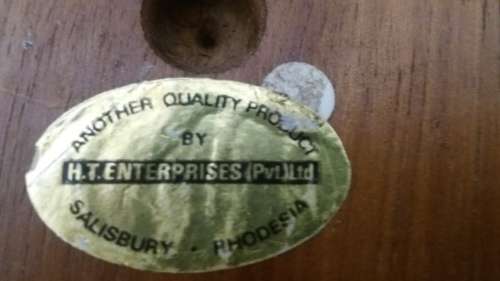 ANOTHER QUALITY PRODUCT
BY
H.T. ENTERPRISES (Pvt.) Ltd
SALISBURY · RHODESIA